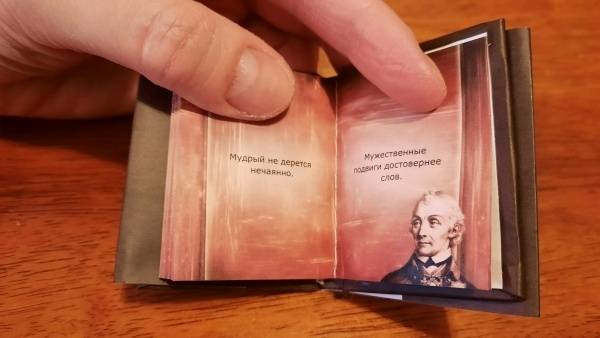 Мудрый не дерется
нечаянно.
Мужественные
подвиги достовернее
слов.